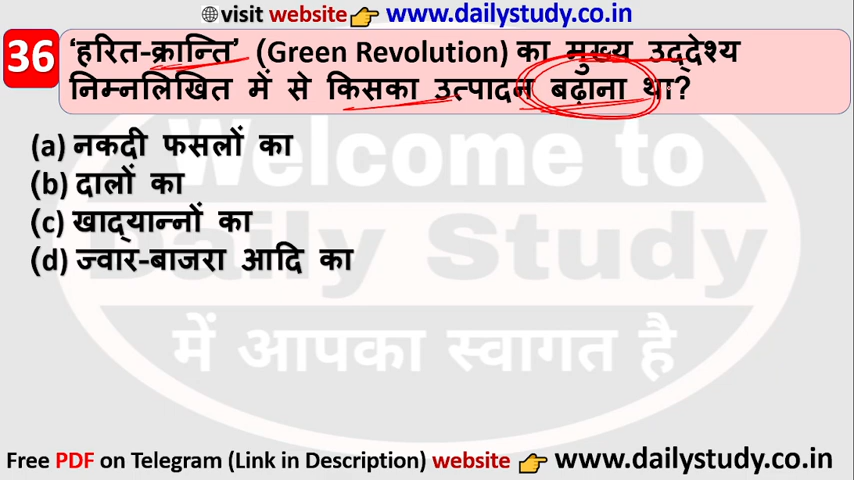 visit website 👉 www.dailystudy.co.in
36 'हरित-क्रान्ति' (Green Revolution) का मुख्य उद्देश्य
निम्नलिखित में से किसका उत्पादन बढ़ाना था?
(a) नकदी फसलों का
(b) दालों का
(c) खाद्यान्नों का
(d) ज्वार-बाजरा आदि का
Welcome to
Daily Study
में आपका स्वागत है
Free PDF on Telegram (Link in Description) website 👉 www.dailystudy.co.in